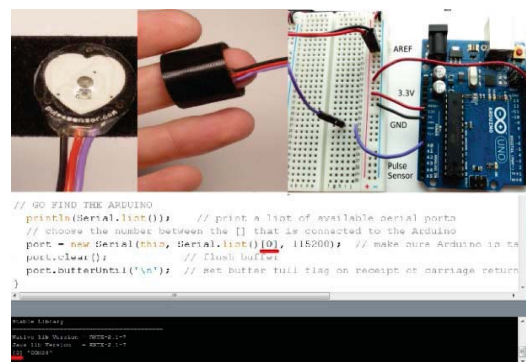 pulsesensor.com
AREF
3.3V
GND
Pulse
Sensor
ARDUINO
UNO
// GO FIND THE ARDUINO
println(Serial.list());    // print a list of available serial ports
// choose the number between the [] that is connected to the Arduino
port = new Serial(this, Serial.list()[0], 115200);  // make sure Arduino is ta
port.clear();            // flush buffer
port.bufferUntil('\n');  // set buffer full flag on receipt of carriage return
}
Stable Library
Native lib Version = RXTX-2.1-7
Java lib Version   = RXTX-2.1-7
[0]